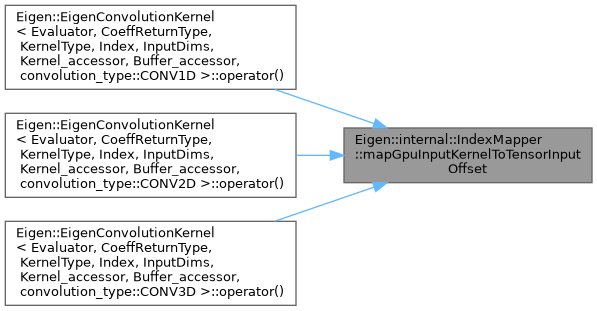 Eigen::EigenConvolutionKernel
< Evaluator, CoeffReturnType,
KernelType, Index, InputDims,
Kernel_accessor, Buffer_accessor,
convolution_type::CONV1D >::operator()
Eigen::EigenConvolutionKernel
< Evaluator, CoeffReturnType,
KernelType, Index, InputDims,
Kernel_accessor, Buffer_accessor,
convolution_type::CONV2D >::operator()
Eigen::EigenConvolutionKernel
< Evaluator, CoeffReturnType,
KernelType, Index, InputDims,
Kernel_accessor, Buffer_accessor,
convolution_type::CONV3D >::operator()
Eigen::internal::IndexMapper
::mapGpuInputKernelToTensorInput
Offset